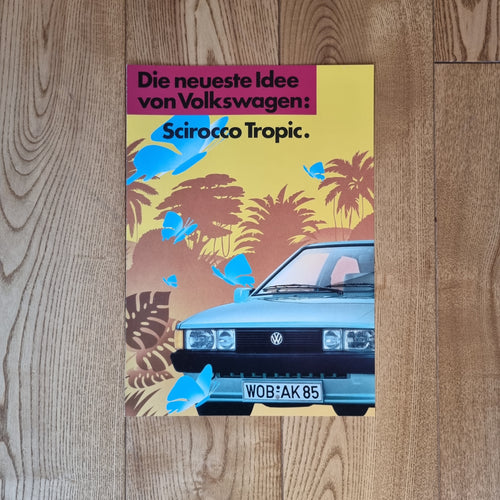 Die neueste Idee
von Volkswagen:
Scirocco Tropic.
WOB AK 85